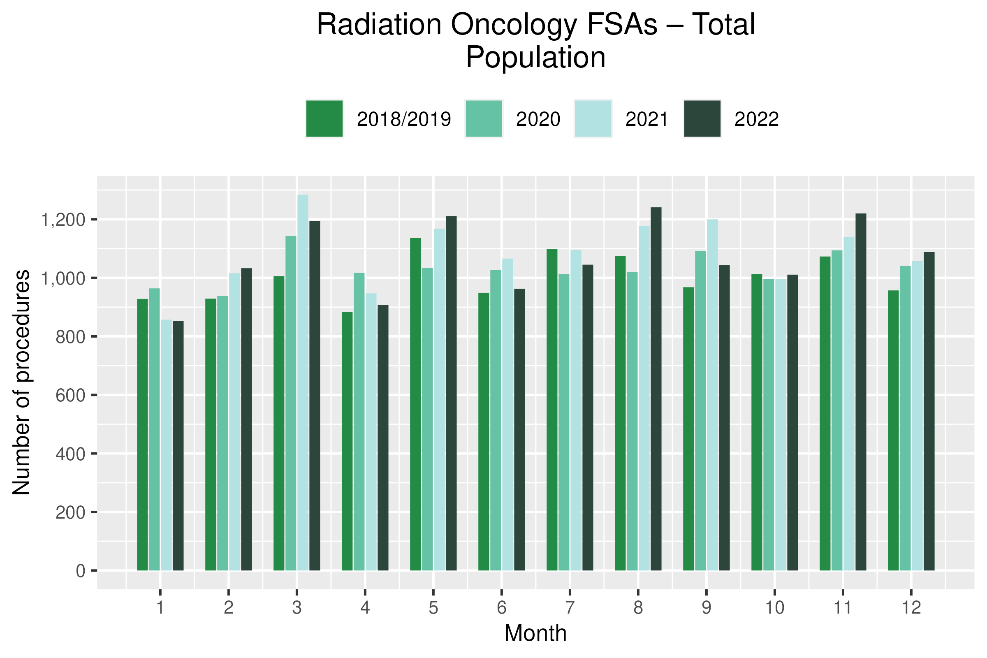 Radiation Oncology FSAs – Total
Population
2018/2019 2020 2021 2022
Number of procedures
1,200
1,000
800
600
400
200
0
1 2 3 4 5 6 7 8 9 10 11 12
Month